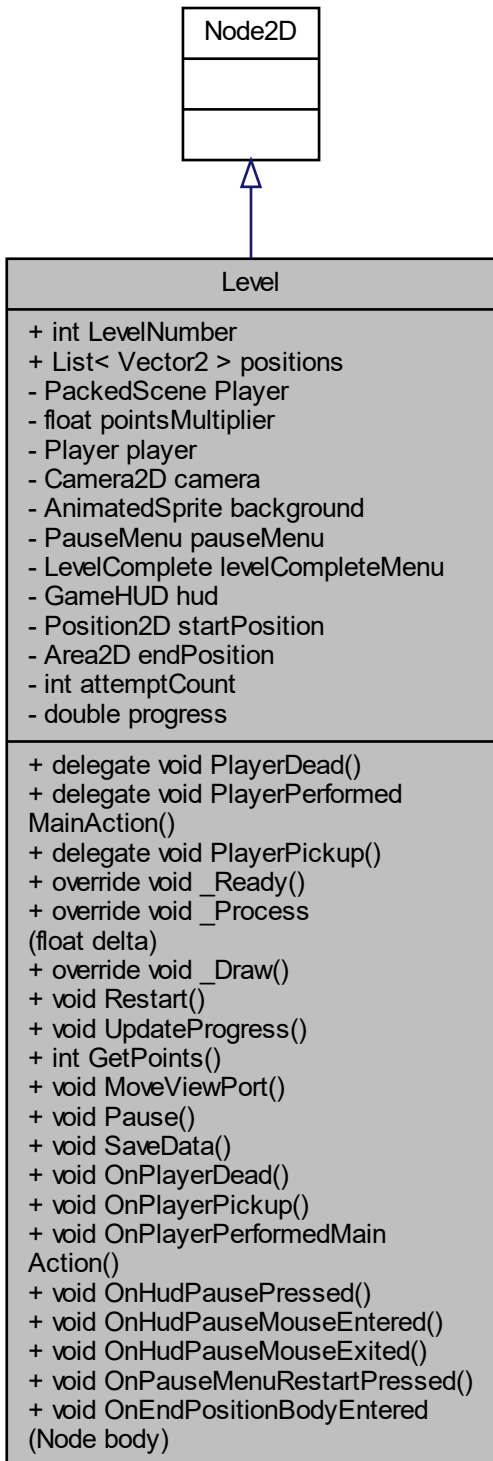 Node2D
Level
+ int LevelNumber
+ List< Vector2 > positions
- PackedScene Player
- float pointsMultiplier
- Player player
- Camera2D camera
- AnimatedSprite background
- PauseMenu pauseMenu
- LevelComplete levelCompleteMenu
- GameHUD hud
- Position2D startPosition
- Area2D endPosition
- int attemptCount
- double progress
+ delegate void PlayerDead()
+ delegate void PlayerPerformed
MainAction()
+ delegate void PlayerPickup()
+ override void _Ready()
+ override void _Process
(float delta)
+ override void _Draw()
+ void Restart()
+ void UpdateProgress()
+ int GetPoints()
+ void MoveViewPort()
+ void Pause()
+ void SaveData()
+ void OnPlayerDead()
+ void OnPlayerPickup()
+ void OnPlayerPerformedMain
Action()
+ void OnHudPausePressed()
+ void OnHudPauseMouseEntered()
+ void OnHudPauseMouseExited()
+ void OnPauseMenuRestartPressed()
+ void OnEndPositionBodyEntered
(Node body)